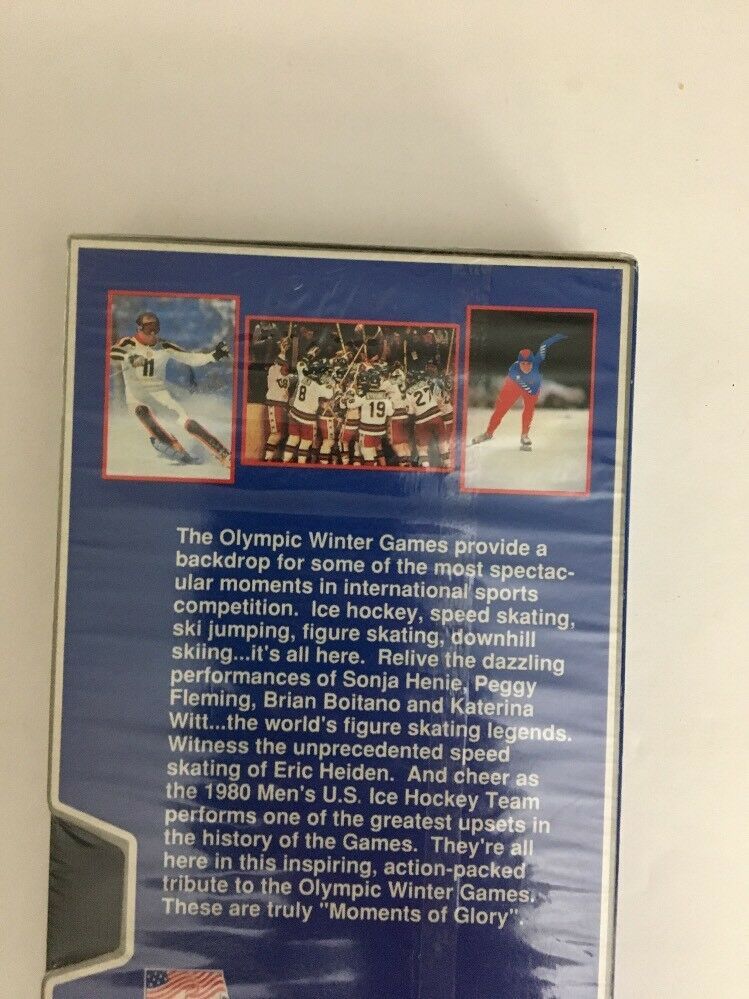 11
8
19
27
The Olympic Winter Games provide a
backdrop for some of the most spectac-
ular moments in international sports
competition. Ice hockey, speed skating,
ski jumping, figure skating, downhill
skiing...it's all here. Relive the dazzling
performances of Sonja Henie, Peggy
Fleming, Brian Boitano and Katerina
Witt...the world's figure skating legends.
Witness the unprecedented speed
skating of Eric Heiden. And cheer as
the 1980 Men's U.S. Ice Hockey Team
performs one of the greatest upsets in
the history of the Games. They're all
here in this inspiring, action-packed
tribute to the Olympic Winter Games.
These are truly "Moments of Glory".